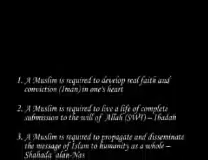 1. A Muslim is required to develop real faith and
conviction (Iman) in one's heart
2. A Muslim is required to live a life of complete
submission to the will of Allah (SWT) – Ibadah
3. A Muslim is required to propagate and disseminate
the message of Islam to humanity as a whole –
Shahada 'alan-Nas